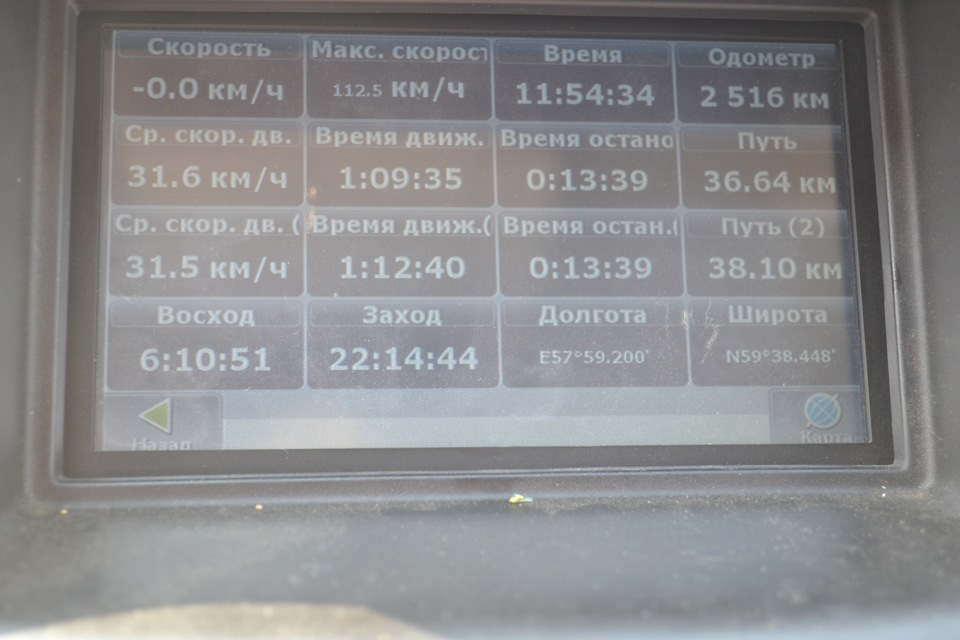 Скорость
Макс. скорост
Время
Одометр
-0.0 км/ч
112.5 км/ч
11:54:34
2 516 км
Ср. скор. дв.
Время движ.
Время остано
Путь
31.6 км/ч
1:09:35
0:13:39
36.64 км
Ср. скор. дв. (
Время движ.(
Время остан.(
Путь (2)
31.5 км/ч
1:12:40
0:13:39
38.10 км
Восход
Заход
Долгота
Широта
6:10:51
22:14:44
E57°59.200'
N59°38.448'
Назад
Карта